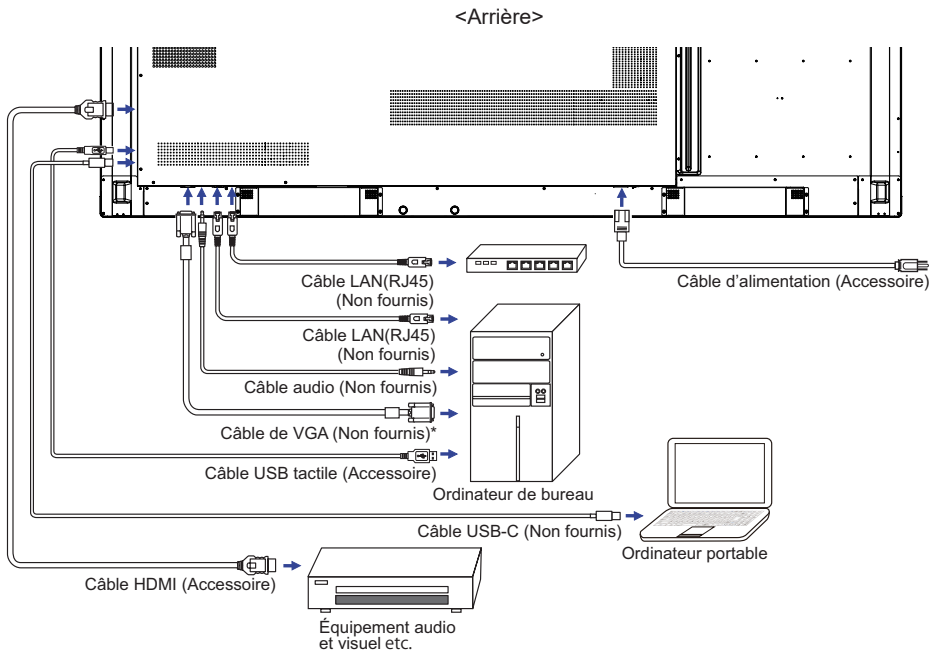 <Arrière>
Câble LAN(RJ45)
(Non fournis)
Câble d'alimentation (Accessoire)
Câble LAN(RJ45)
(Non fournis)
Câble audio (Non fournis)
Câble de VGA (Non fournis)*
Câble USB tactile (Accessoire)
Ordinateur de bureau
Câble USB-C (Non fournis)
Ordinateur portable
Câble HDMI (Accessoire)
Équipement audio
et visuel etc.